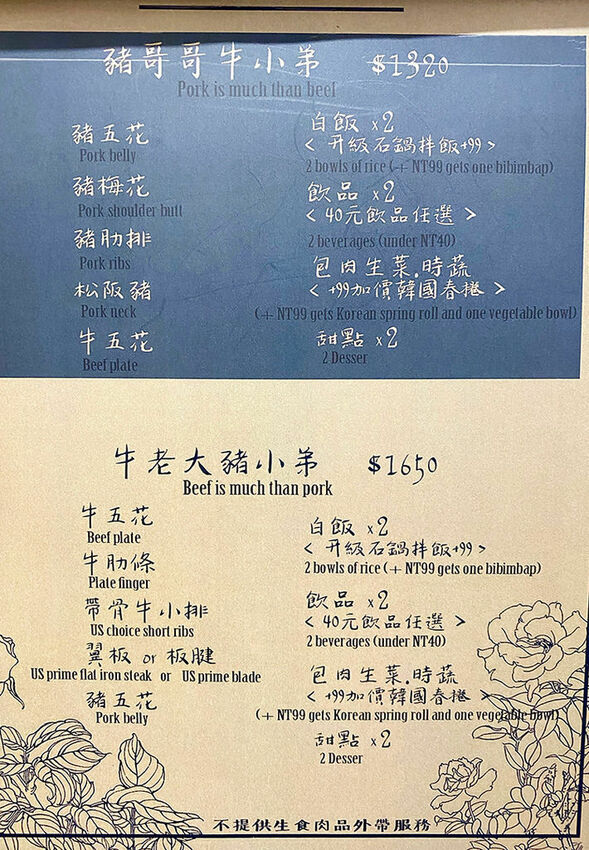 豬哥哥牛小弟 $1320
Pork is much than beef
豬五花
Pork belly
豬梅花
Pork shoulder butt
豬肋排
Pork ribs
松阪豬
Pork neck
牛五花
Beef plate
白飯 x2
< 升級石鍋拌飯+99 >
2 bowls of rice (+ NT99 gets one bibimbap)
飲品 x2
< 40元飲品任選 >
2 beverages (under NT40)
包肉生菜.時蔬
< +99加價韓國春捲 >
(+ NT99 gets Korean spring roll and one vegetable bowl)
甜點 x2
2 Desser
牛老大豬小弟 $1650
Beef is much than pork
牛五花
Beef plate
牛肋條
Plate finger
帶骨牛小排
US choice short ribs
翼板 or 板腱
US prime flat iron steak or US prime blade
豬五花
Pork belly
白飯 x2
< 升級石鍋拌飯+99 >
2 bowls of rice (+ NT99 gets one bibimbap)
飲品 x2
< 40元飲品任選 >
2 beverages (under NT40)
包肉生菜.時蔬
< +99加價韓國春捲 >
(+ NT99 gets Korean spring roll and one vegetable bowl)
甜點 x2
2 Desser
不提供生食肉品外帶服務